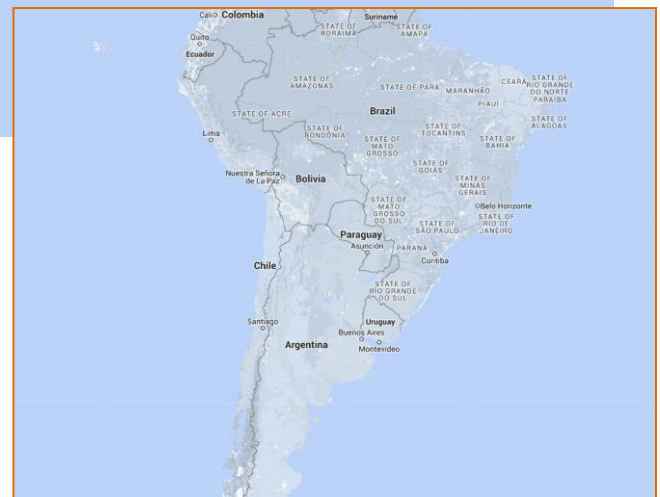 Cali
Colombia
Suriname
STATE OF
RORAIMA
STATE OF
AMAPÁ
Quito
Ecuador
STATE OF
AMAZONAS
STATE OF PARÁ
MARANHÃO
CEARÁ
STATE OF
RIO GRANDE
DO NORTE
PARAÍBA
PIAUÍ
STATE OF ACRE
Brazil
STATE OF
ALAGOAS
Lima
STATE OF
RONDÔNIA
STATE OF
MATO
GROSSO
STATE OF
TOCANTINS
STATE OF
BAHIA
Nuestra Señora
de La Paz
Bolivia
STATE OF
GOIÁS
STATE OF
MINAS
GERAIS
STATE OF
MATO
GROSSO
DO SUL
Belo Horizonte
STATE OF
SÃO PAULO
STATE OF
RIO DE
JANEIRO
Paraguay
Asunción
PARANÁ
Curitiba
Chile
STATE OF
RIO GRANDE
DO SUL
Santiago
Uruguay
Buenos Aires
Montevideo
Argentina